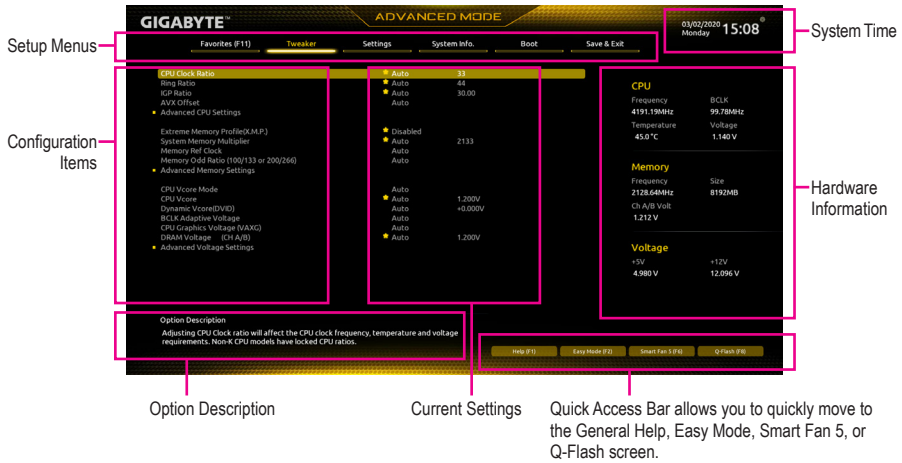 GIGABYTE™
ADVANCED MODE
03/02/2020
Monday
15:08
System Time
Setup Menus
Favorites (F11) Tweaker Settings System Info. Boot Save & Exit
CPU Clock Ratio Auto 33
Ring Ratio Auto 44
IGP Ratio Auto 30.00
AVX Offset Auto
Advanced CPU Settings
Extreme Memory Profile(X.M.P.) Disabled
System Memory Multiplier Auto 2133
Memory Ref Clock Auto
Memory Odd Ratio (100/133 or 200/266) Auto
Advanced Memory Settings
CPU Vcore Mode Auto
CPU Vcore Auto 1.200V
Dynamic Vcore(DVID) Auto +0.000V
BCLK Adaptive Voltage Auto
CPU Graphics Voltage (VAXG) Auto
DRAM Voltage (CH A/B) Auto 1.200V
Advanced Voltage Settings
Configuration
Items
CPU
Frequency BCLK
4191.19MHz 99.78MHz
Temperature Voltage
45.0 °C 1.140 V
Memory
Frequency Size
2128.64MHz 8192MB
Ch A/B Volt
1.212 V
Voltage
+5V +12V
4.980 V 12.096 V
Hardware
Information
Option Description
Adjusting CPU Clock ratio will affect the CPU clock frequency, temperature and voltage
requirements. Non-K CPU models have locked CPU ratios.
Help (F1) Easy Mode (F2) Smart Fan 5 (F6) Q-Flash (F8)
Option Description
Current Settings
Quick Access Bar allows you to quickly move to
the General Help, Easy Mode, Smart Fan 5, or
Q-Flash screen.